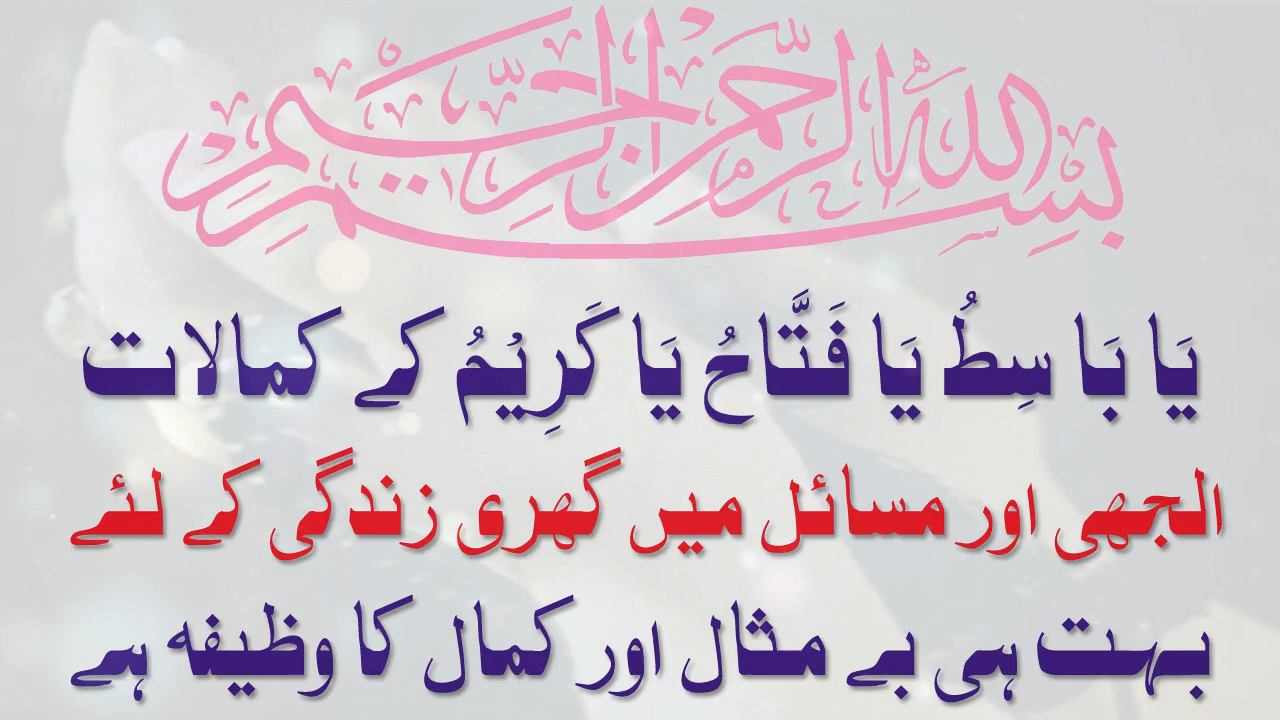 بِسْمِ اللهِ الرَّحْمٰنِ الرَّحِيْمِ
يَا بَا سِطُ يَا فَتَّاحُ يَا كَرِيْمُ کے کمالات
الجھی اور مسائل میں گھری زندگی کے لئے
بہت ہی بے مثال اور کمال کا وظیفہ ہے